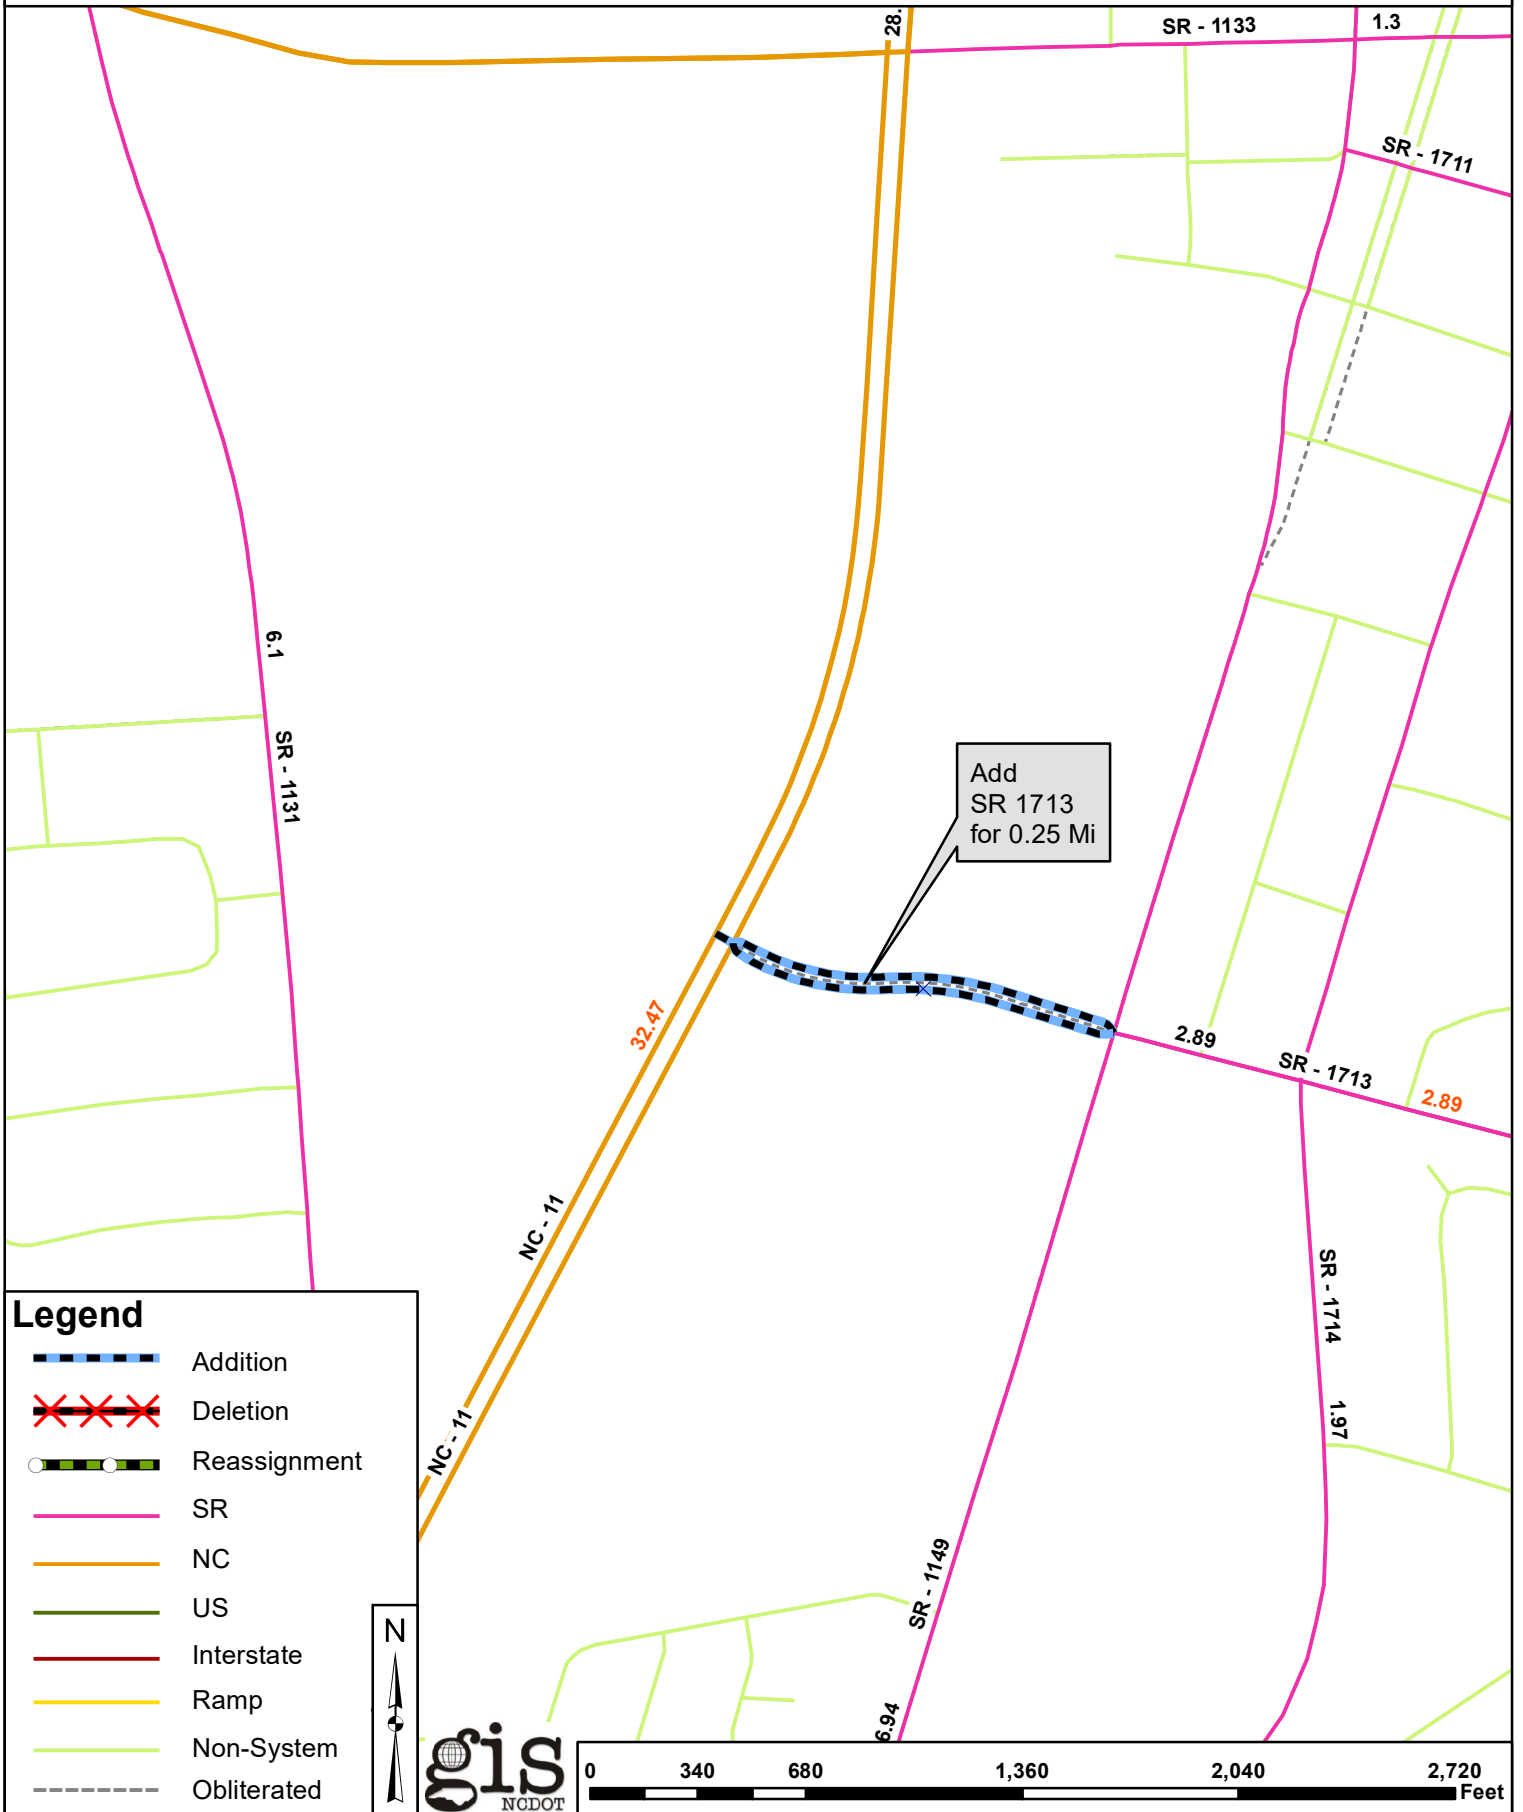 28.
SR - 1133
1.3
SR - 1711
6.1
SR - 1131
Add
SR 1713
for 0.25 Mi
32.47
2.89
SR - 1713
2.89
NC - 11
SR - 1714
NC - 11
1.97
SR - 1149
6.94
Legend
Addition
Deletion
Reassignment
SR
NC
US
Interstate
Ramp
Non-System
Obliterated
N
gis
NCDOT
0 340 680 1,360 2,040 2,720
Feet